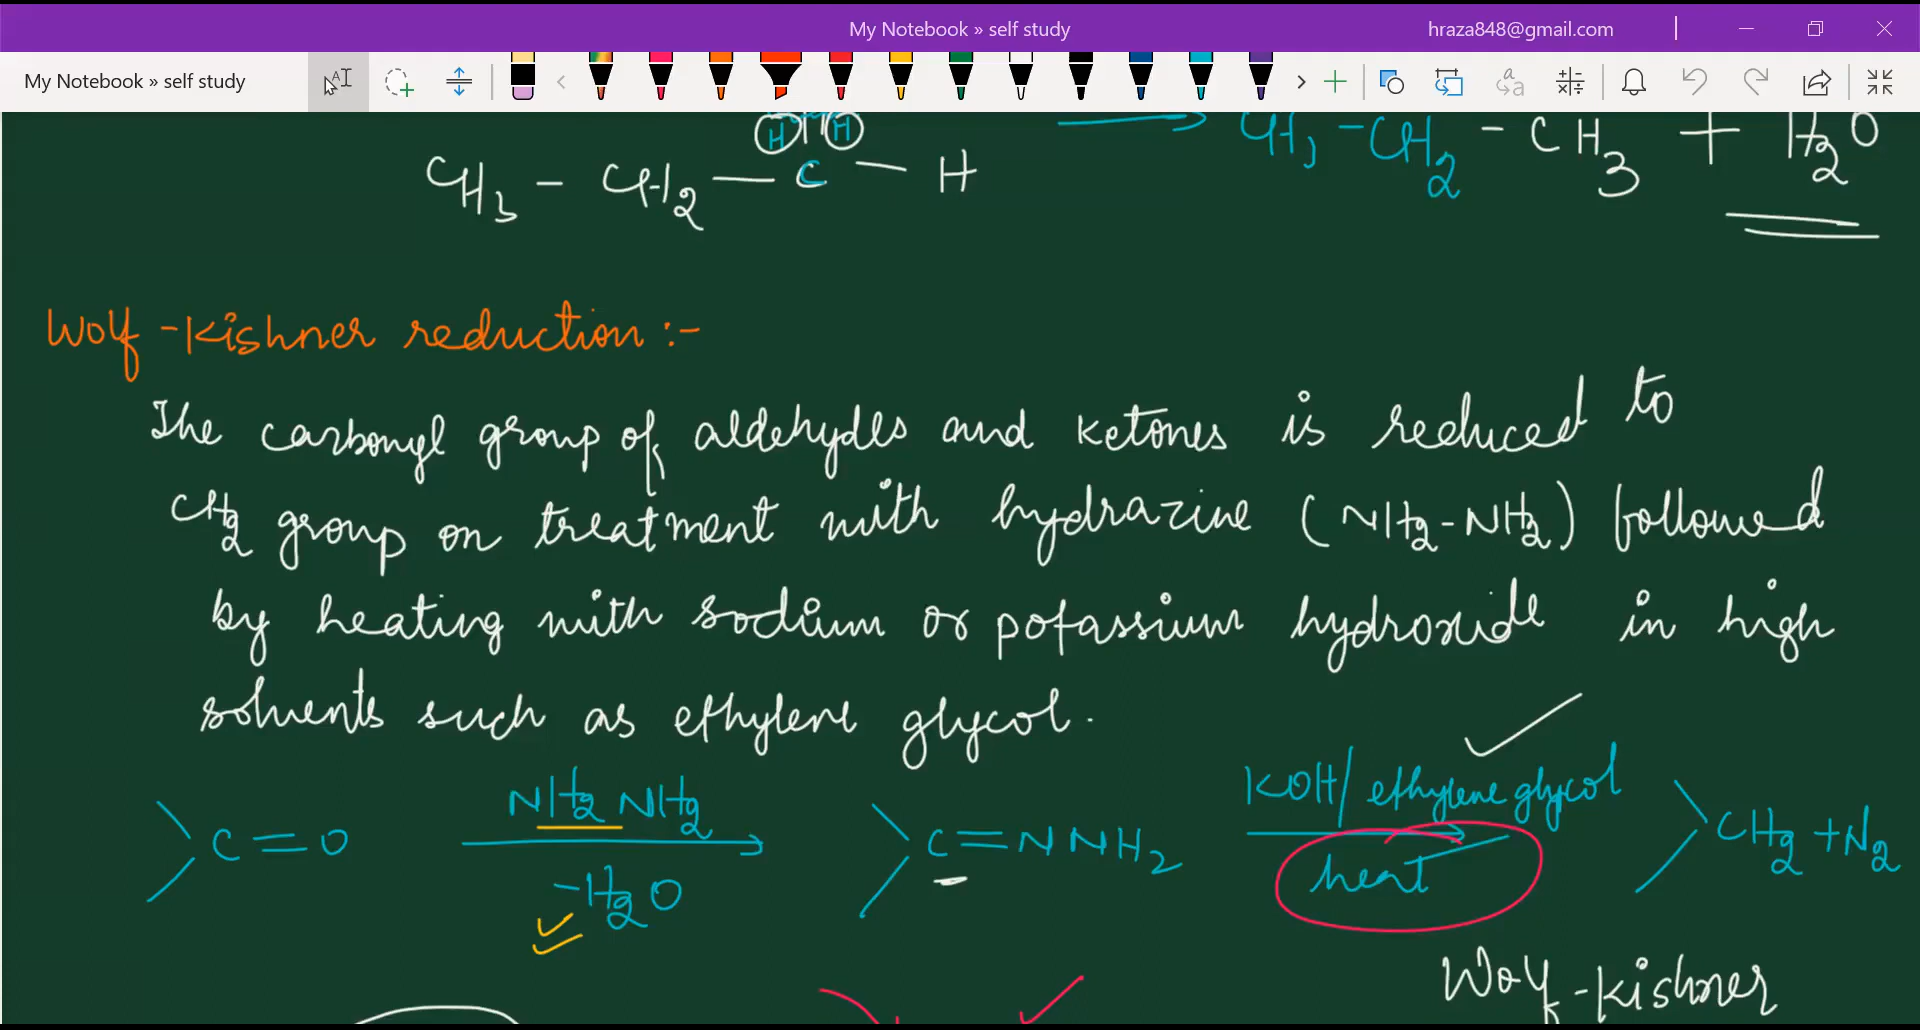 My Notebook » self study
hraza848@gmail.com
My Notebook » self study
H H
CH3 - CH2 - C - H
CH3 - CH2 - CH3 + H2O
Wolf-Kishner reduction :-
The carbonyl group of aldehydes and ketones is reduced to
CH2 group on treatment with hydrazine (NH2-NH2) followed
by heating with sodium or potassium hydroxide in high
solvents such as ethylene glycol.
C=O
NH2NH2
-H2O
C=NNH2
KOH/ethylene glycol
heat
CH2+N2
Wolf-Kishner